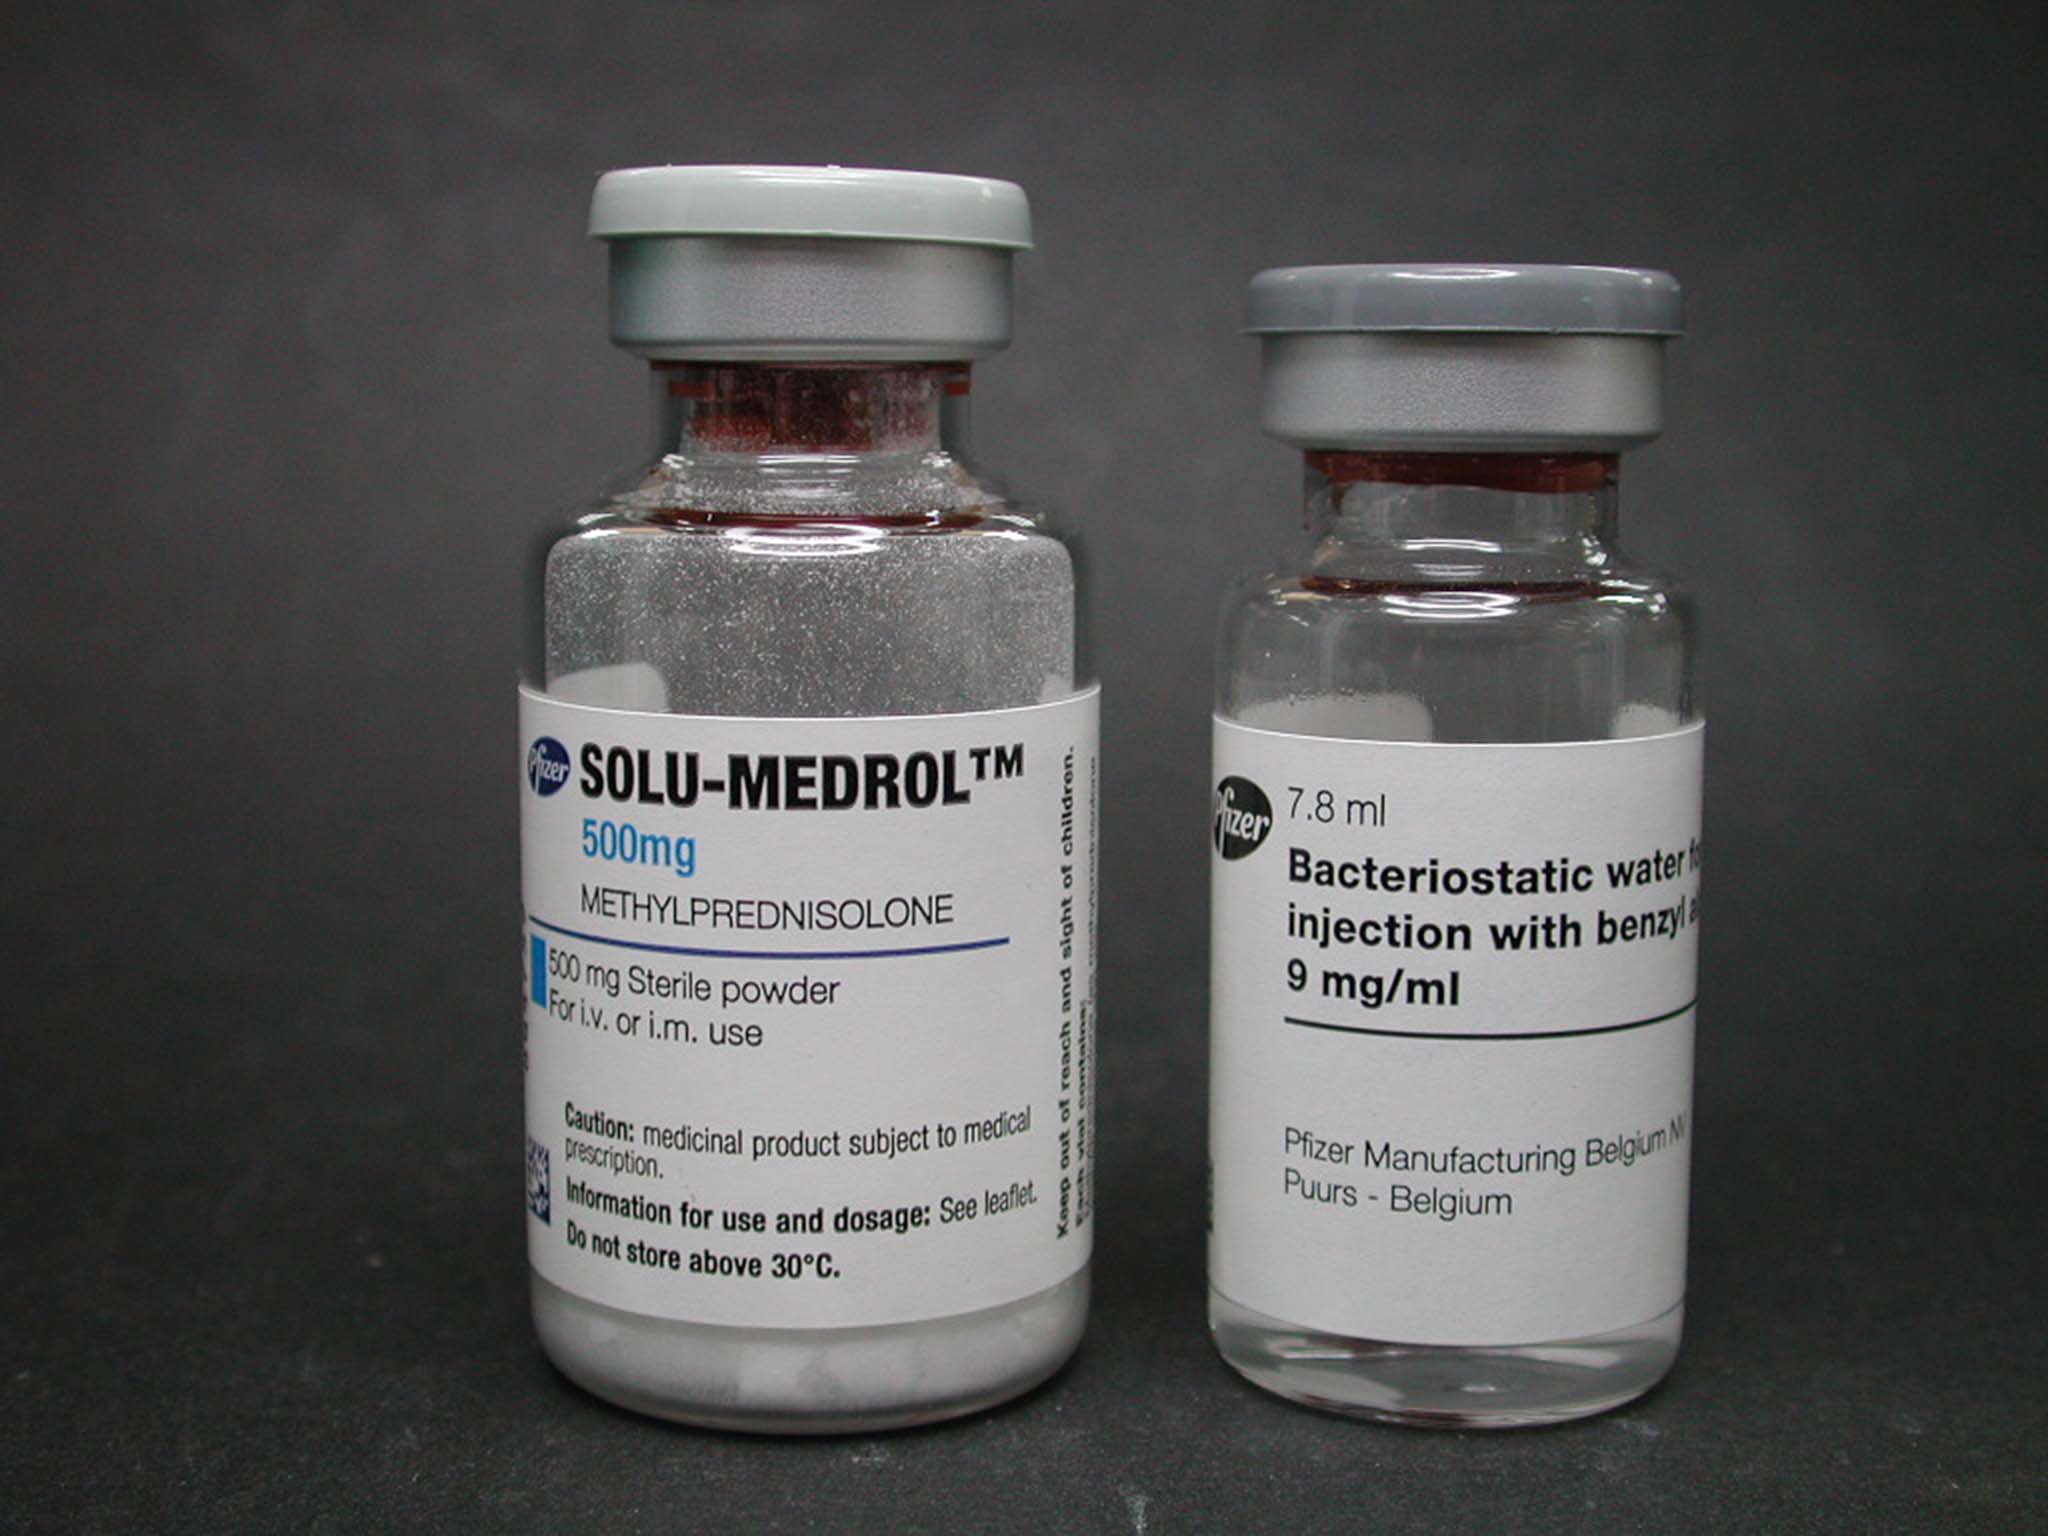 Pfizer SOLU-MEDROL™
500mg
METHYLPREDNISOLONE
500 mg Sterile powder
For i.v. or i.m. use
Caution: medicinal product subject to medical
prescription.
Information for use and dosage: See leaflet.
Do not store above 30°C.
Keep out of reach and sight of children.
Each vial contains:
Pfizer 7.8 ml
Bacteriostatic water
injection with benzyl
9 mg/ml
Pfizer Manufacturing Belgium NV
Puurs - Belgium